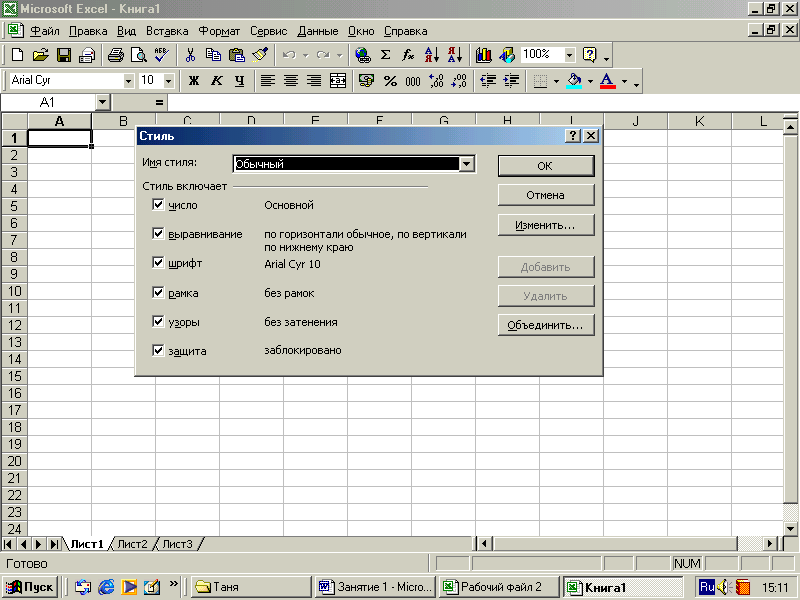 Microsoft Excel - Книга1
Файл Правка Вид Вставка Формат Сервис Данные Окно Справка
100%
Arial Cyr 10 Ж К Ч % 000
A1 =
A B C D E F G H I J K L
1
2
3
4
5
6
7
8
9
10
11
12
13
14
15
16
17
18
19
20
21
22
23
24
Стиль
Имя стиля: Обычный
Стиль включает
число Основной
выравнивание по горизонтали обычное, по вертикали
по нижнему краю
шрифт Arial Cyr 10
рамка без рамок
узоры без затенения
защита заблокировано
OK
Отмена
Изменить...
Добавить
Удалить
Объединить...
Лист1 Лист2 Лист3
Готово NUM
Пуск » Таня Занятие 1 - Micro... Рабочий файл 2 Книга1 Ru 15:11